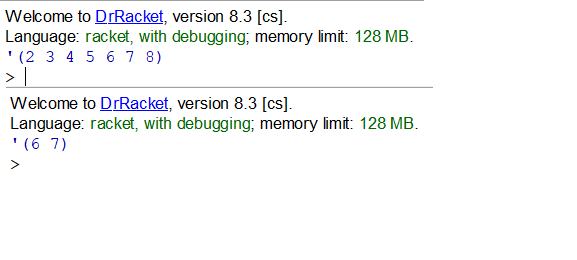 Welcome to DrRacket, version 8.3 [cs].
Language: racket, with debugging; memory limit: 128 MB.
'(2 3 4 5 6 7 8)
>
Welcome to DrRacket, version 8.3 [cs].
Language: racket, with debugging; memory limit: 128 MB.
'(6 7)
>